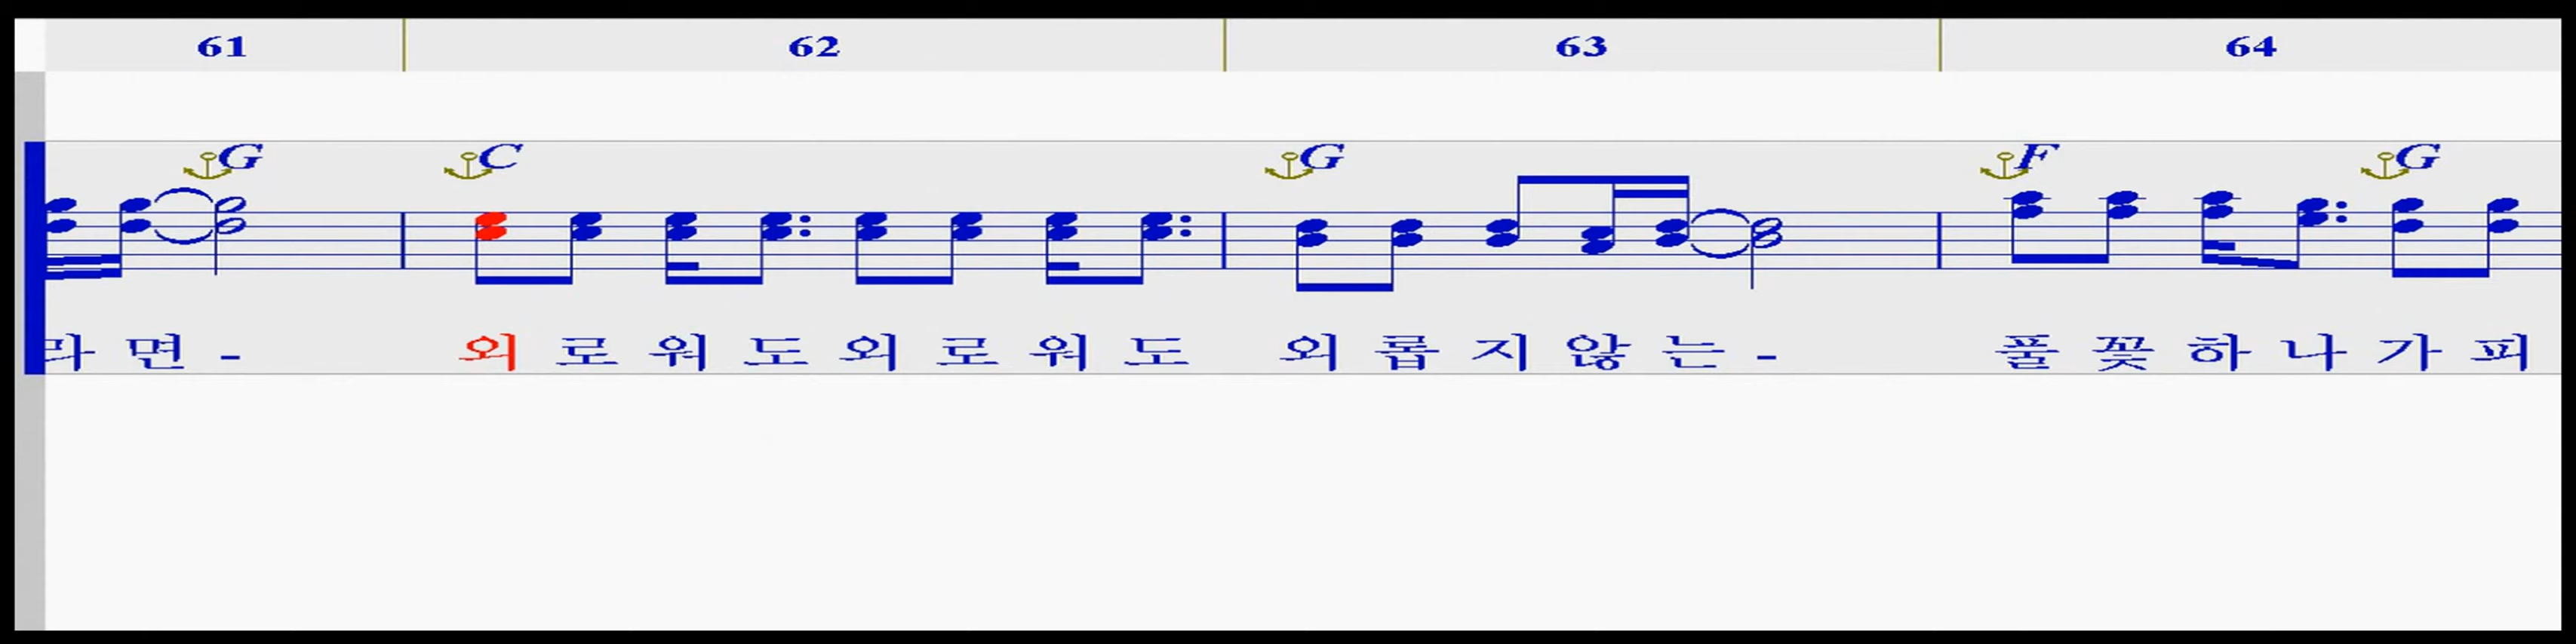 61 62 63 64
G C G F G
라 면 - 외 로 워 도 외 로 워 도 외 롭 지 않 는 - 풀 꽃 하 나 가 피